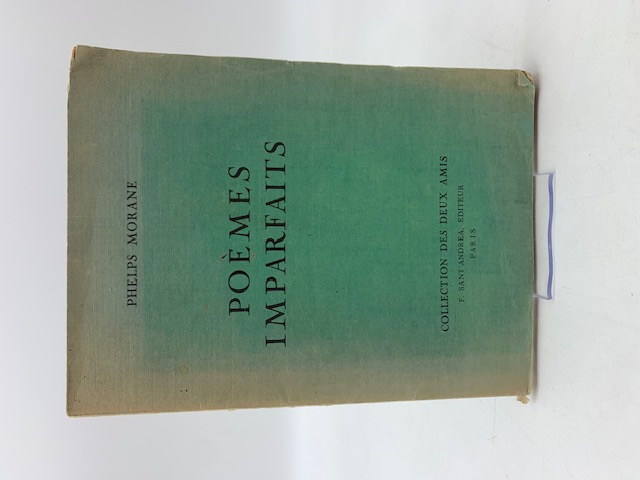 PHELPS MORANE
POÈMES
IMPARFAITS
COLLECTION DES DEUX AMIS
F. SANT'ANDREA, EDITEUR
PARIS